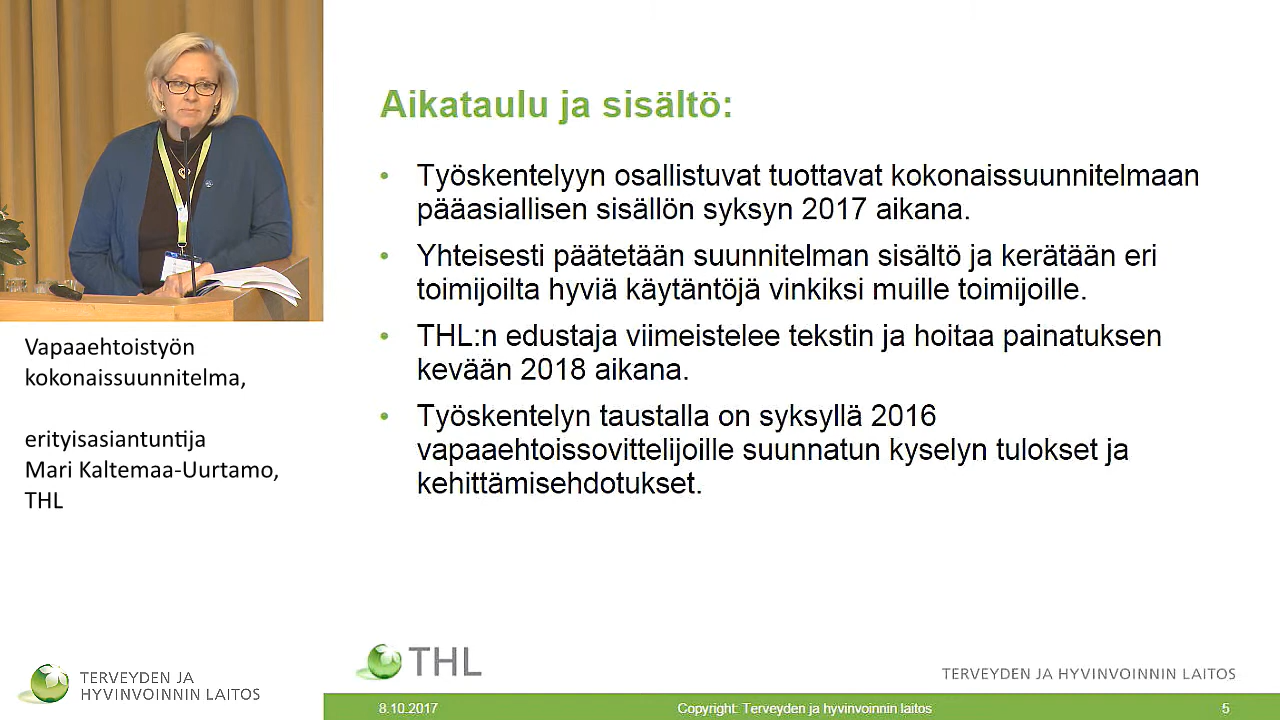 Aikataulu ja sisältö:
• Työskentelyyn osallistuvat tuottavat kokonaissuunnitelmaan
pääasiallisen sisällön syksyn 2017 aikana.
• Yhteisesti päätetään suunnitelman sisältö ja kerätään eri
toimijoilta hyviä käytäntöjä vinkiksi muille toimijoille.
• THL:n edustaja viimeistelee tekstin ja hoitaa painatuksen
kevään 2018 aikana.
• Työskentelyn taustalla on syksyllä 2016
vapaaehtoissovittelijoille suunnatun kyselyn tulokset ja
kehittämisehdotukset.
Vapaaehtoistyön
kokonaissuunnitelma,
erityisasiantuntija
Mari Kaltemaa-Uurtamo,
THL
TERVEYDEN JA
HYVINVOINNIN LAITOS
THL
TERVEYDEN JA HYVINVOINNIN LAITOS
8.10.2017
Copyright: Terveyden ja hyvinvoinnin laitos
5